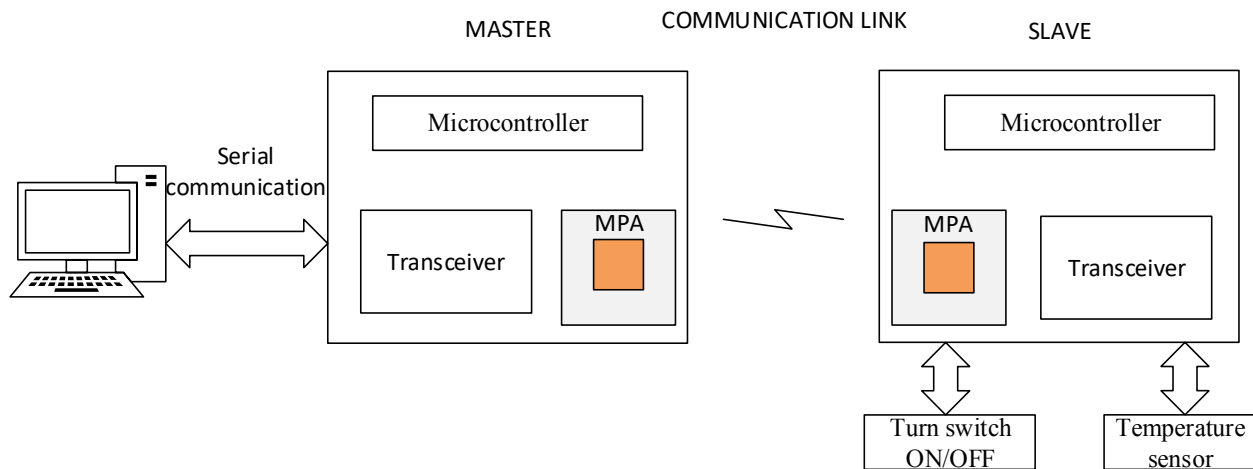 MASTER
COMMUNICATION LINK
SLAVE
Microcontroller
Microcontroller
Serial
communication
MPA
MPA
Transceiver
Transceiver
Turn switch
ON/OFF
Temperature
sensor